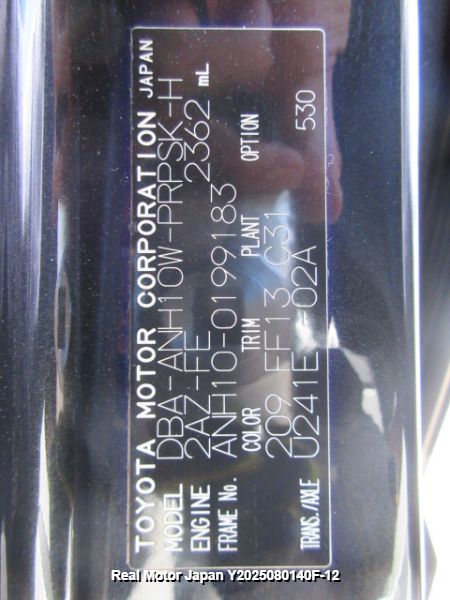 TOYOTA MOTOR CORPORATION JAPAN
MODEL DBA-ANH10W-PRPSK-H
ENGINE 2AZ-FE 2362 mL
FRAME No. ANH10-0199183
COLOR TRIM PLANT OPTION
209 FF13 C31 530
TRANS./AXLE U241E -02A
Real Motor Japan Y2025080140F-12